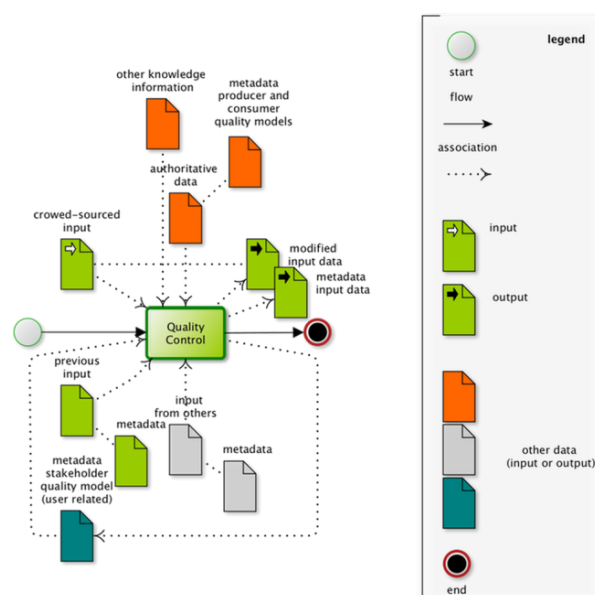 other knowledge
information
metadata
producer and
consumer
quality models
authoritative
data
crowed-sourced
input
modified
input data
metadata
input data
Quality
Control
previous
input
metadata
input
from others
metadata
metadata
stakeholder
quality model
(user related)
legend
start
flow
association
input
output
other data
(input or output)
end